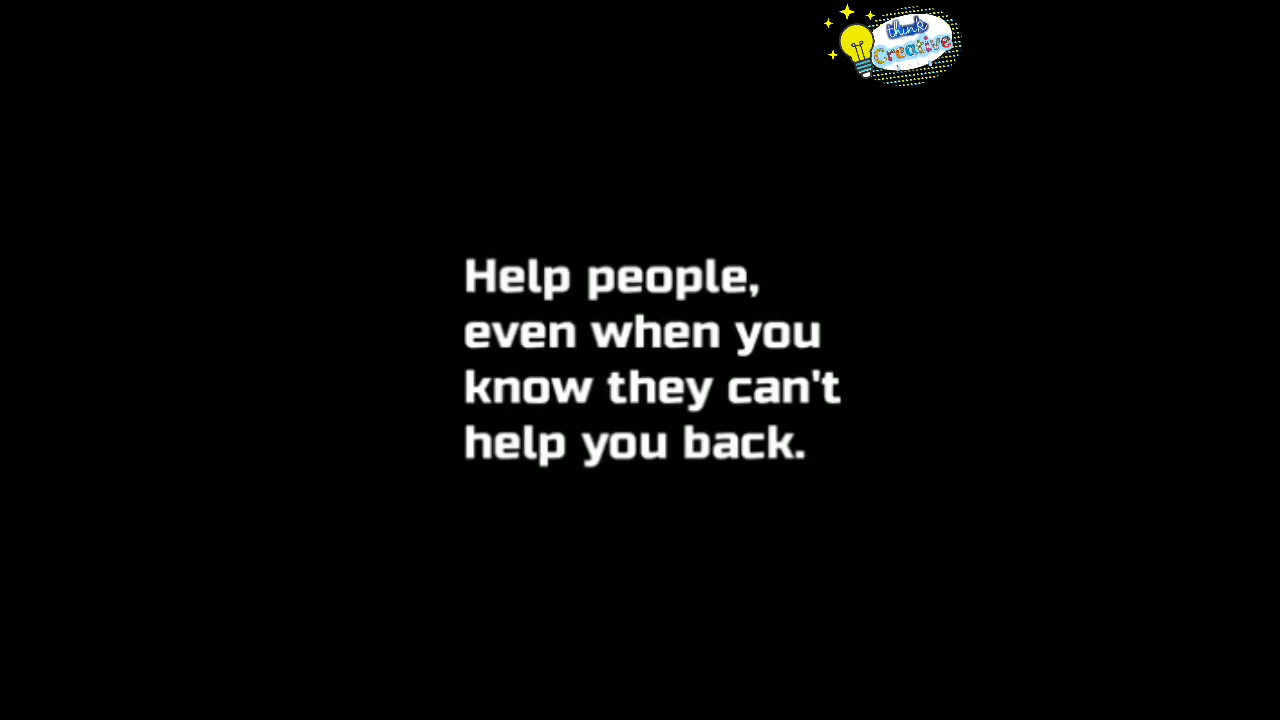 think
Creative
Help people,
even when you
know they can't
help you back.